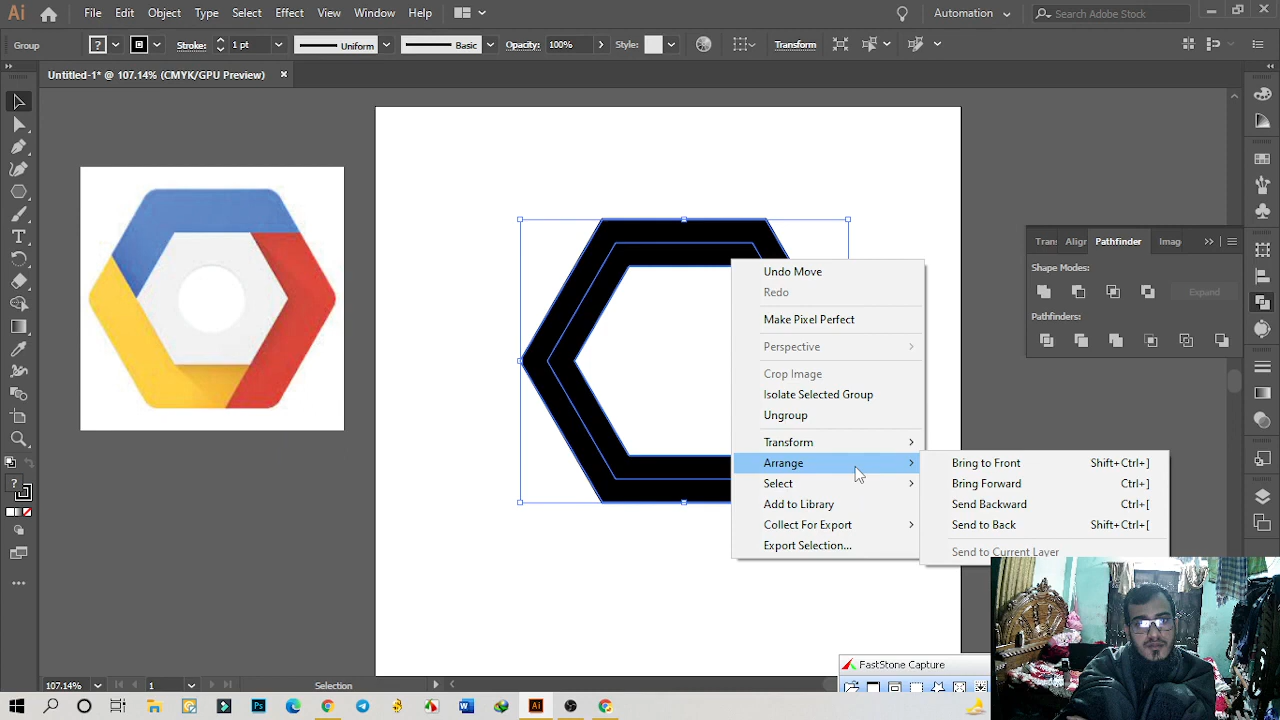 Ai
File
Edit
Object
Type
Select
Effect
View
Window
Help
Automation
Search Adobe Stock
Group
?
Stroke:
1 pt
Uniform
Basic
Opacity:
100%
Style:
Transform
Untitled-1* @ 107.14% (CMYK/GPU Preview)
Undo Move
Redo
Make Pixel Perfect
Perspective
Crop Image
Isolate Selected Group
Ungroup
Transform
Arrange
Select
Add to Library
Collect For Export
Export Selection...
Bring to Front Shift+Ctrl+]
Bring Forward Ctrl+]
Send Backward Ctrl+[
Send to Back Shift+Ctrl+[
Send to Current Layer
Trans
Align
Pathfinder
Imag
Shape Modes:
Expand
Pathfinders:
T
?
FastStone Capture
107.14%
1
Selection
Ps
W
Ai